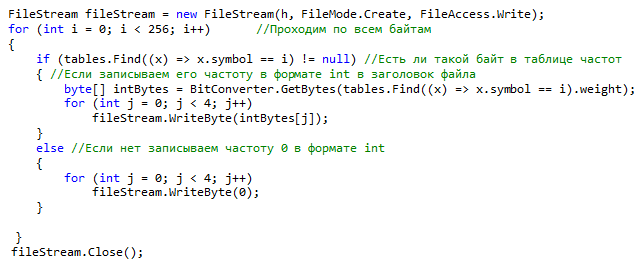 FileStream fileStream = new FileStream(h, FileMode.Create, FileAccess.Write);
for (int i = 0; i < 256; i++)      //Проходим по всем байтам
{
    if (tables.Find((x) => x.symbol == i) != null) //Есть ли такой байт в таблице частот
    { //Если записываем его частоту в формате int в заголовок файла
        byte[] intBytes = BitConverter.GetBytes(tables.Find((x) => x.symbol == i).weight);
        for (int j = 0; j < 4; j++)
            fileStream.WriteByte(intBytes[j]);
    }
    else //Если нет записываем частоту 0 в формате int
    {
        for (int j = 0; j < 4; j++)
            fileStream.WriteByte(0);
    }
}
fileStream.Close();